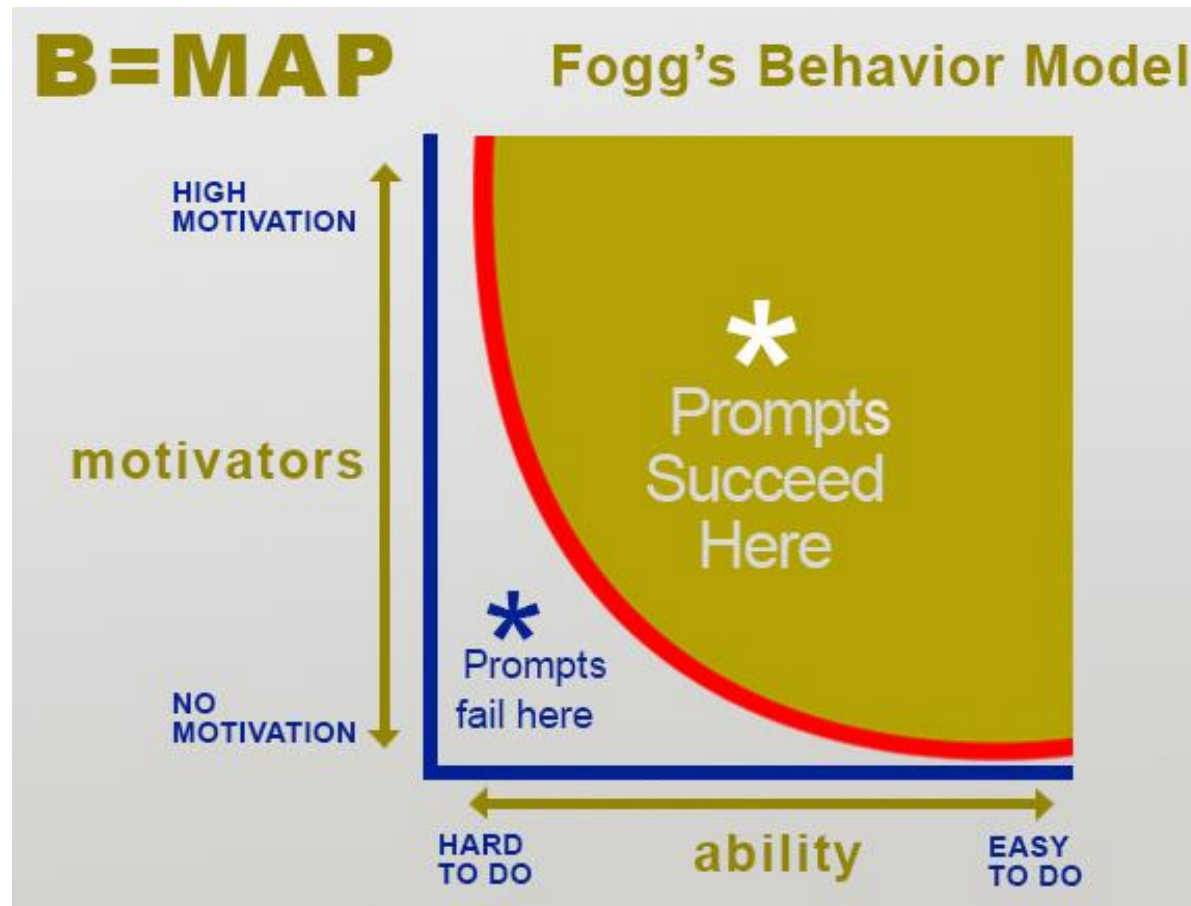 B=MAP
Fogg's Behavior Model
HIGH
MOTIVATION
motivators
NO
MOTIVATION
*
Prompts
Succeed
Here
*
Prompts
fail here
HARD
TO DO
ability
EASY
TO DO